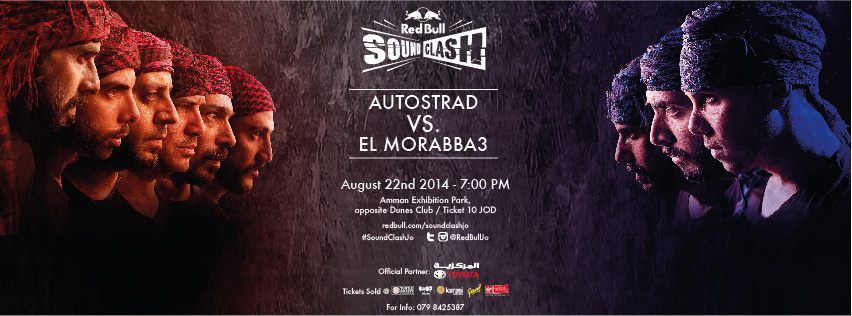 Red Bull
SOUND CLASH
AUTOSTRAD
VS.
EL MORABBA3
August 22nd 2014 - 7:00 PM
Amman Exhibition Park,
opposite Dunes Club / Ticket 10 JOD
redbull.com/soundclashjo
#SoundClashJo @RedBullJo
Official Partner: المركزية
TOYOTA
Tickets Sold @ karasi
For Info: 079 8425387